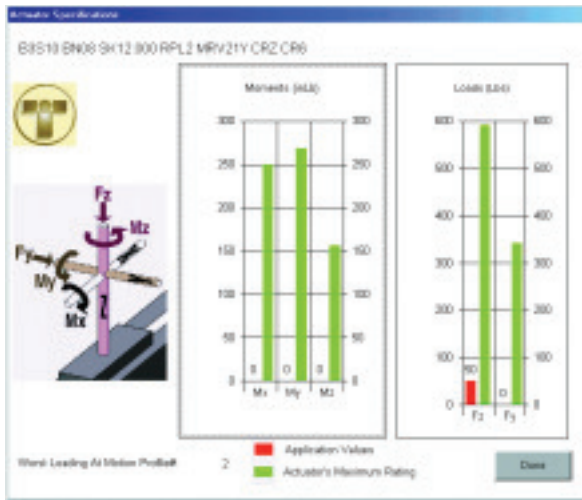 Actuator Specifications
B3S10 BN08 SK12.000 RPL2 MRV21Y CRZ CR6
Moments (inLb)
300 300
250 250
200 200
150 150
100 100
50 50
0 0 0 0 0
Mx My Mz
Loads (Lbs)
600 600
500 500
400 400
300 300
200 200
100 100
50
0 0 0
Fz Fy
Fz
Mz
Fy
My
Mx
Z
Worst Loading At Motion Profile# 2
Application Values
Actuator's Maximum Rating
Done